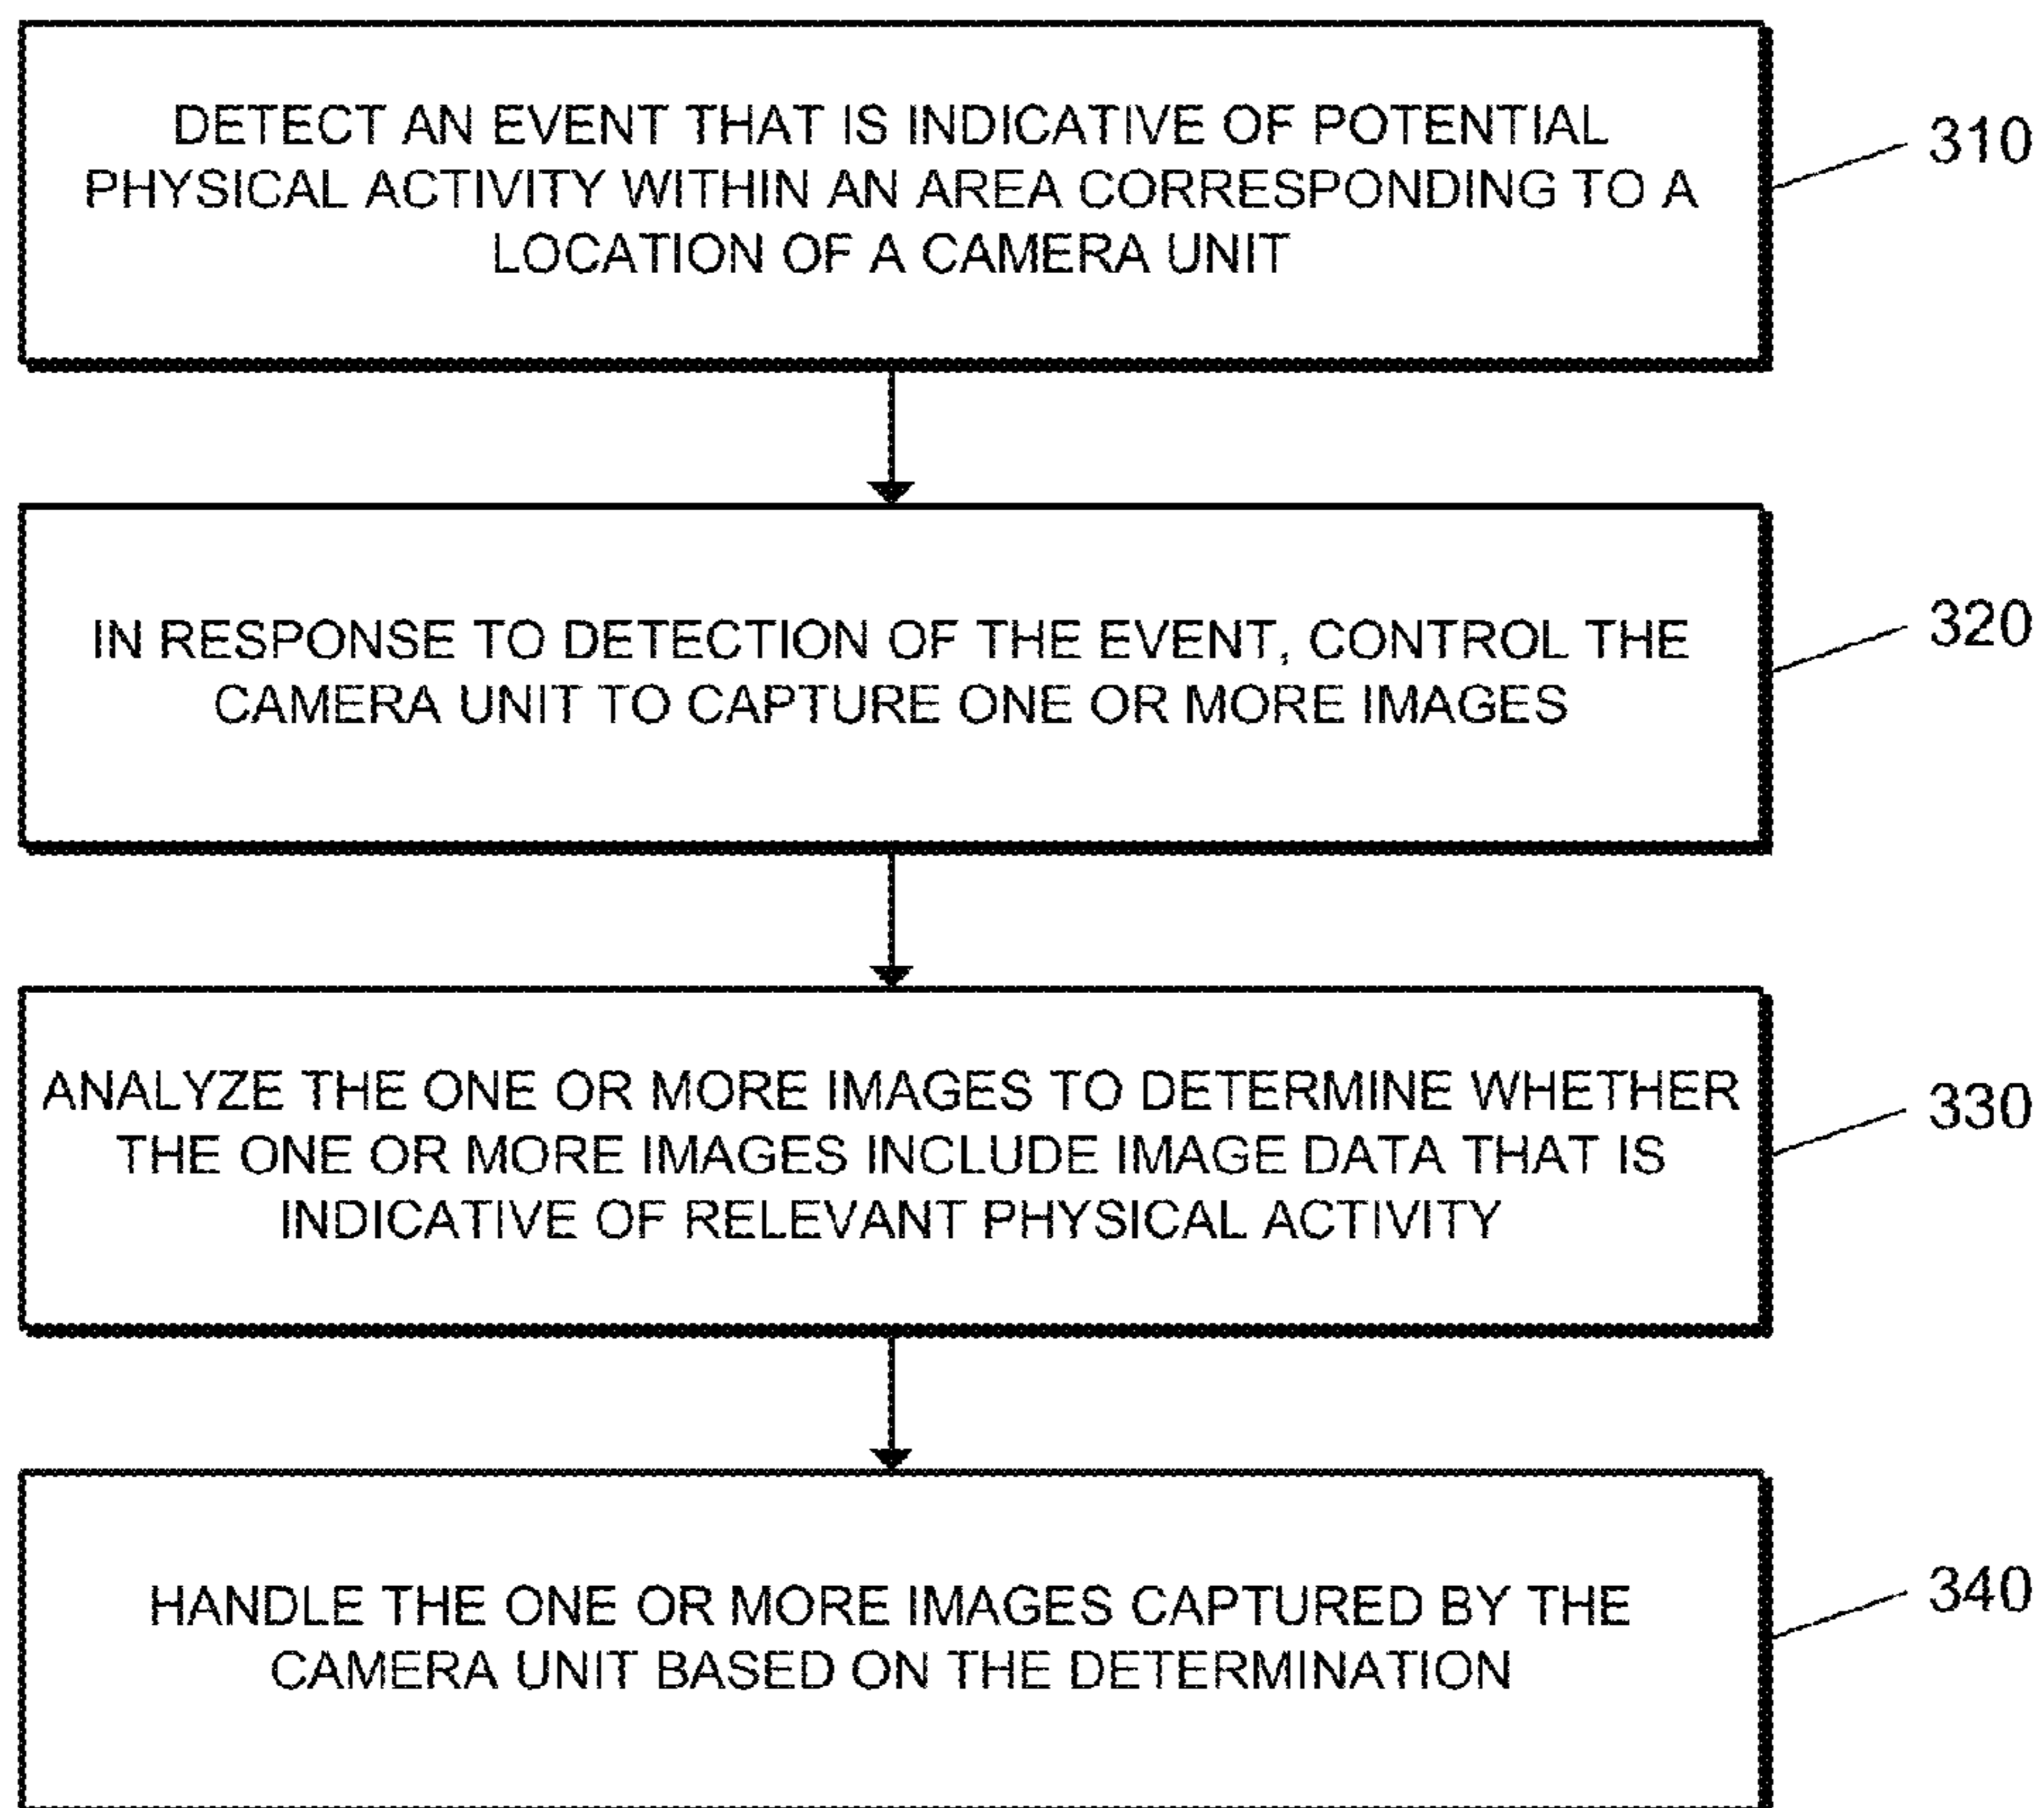 DETECT AN EVENT THAT IS INDICATIVE OF POTENTIAL
PHYSICAL ACTIVITY WITHIN AN AREA CORRESPONDING TO A
LOCATION OF A CAMERA UNIT
310
IN RESPONSE TO DETECTION OF THE EVENT, CONTROL THE
CAMERA UNIT TO CAPTURE ONE OR MORE IMAGES
320
ANALYZE THE ONE OR MORE IMAGES TO DETERMINE WHETHER
THE ONE OR MORE IMAGES INCLUDE IMAGE DATA THAT IS
INDICATIVE OF RELEVANT PHYSICAL ACTIVITY
330
HANDLE THE ONE OR MORE IMAGES CAPTURED BY THE
CAMERA UNIT BASED ON THE DETERMINATION
340